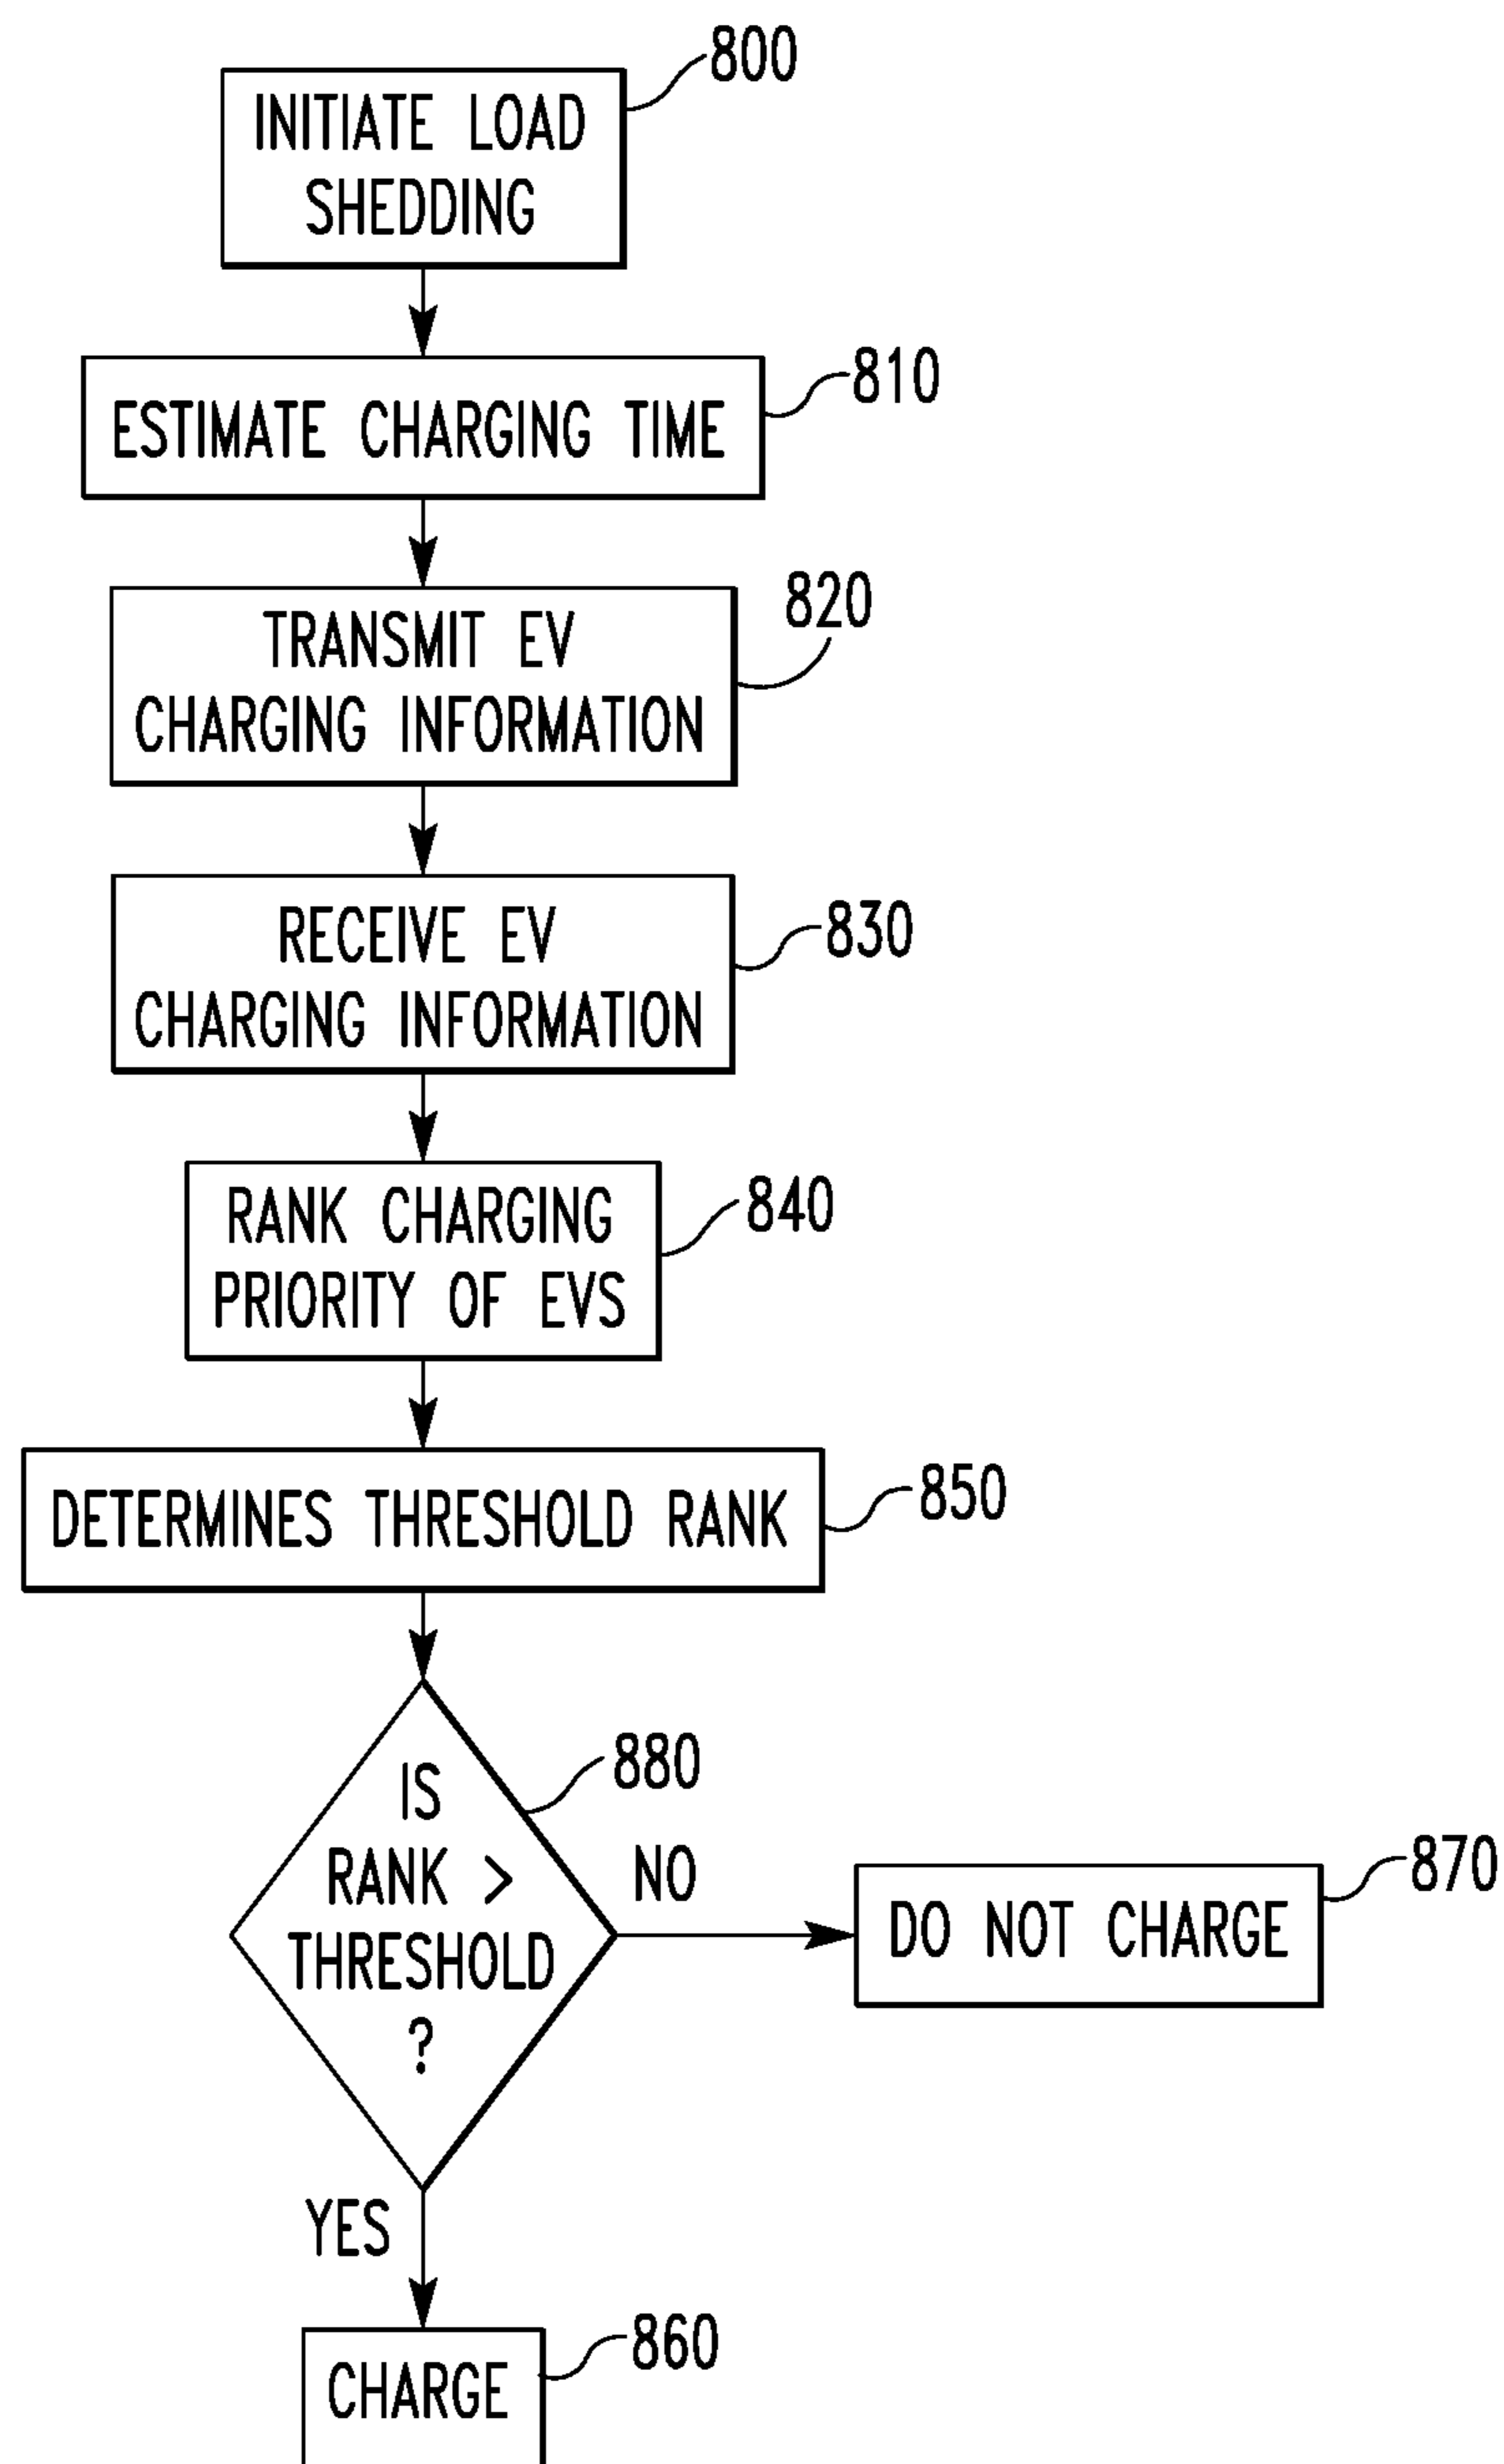 800
INITIATE LOAD
SHEDDING
810
ESTIMATE CHARGING TIME
820
TRANSMIT EV
CHARGING INFORMATION
830
RECEIVE EV
CHARGING INFORMATION
840
RANK CHARGING
PRIORITY OF EVS
850
DETERMINES THRESHOLD RANK
880
IS
RANK >
THRESHOLD
?
NO
870
DO NOT CHARGE
YES
860
CHARGE